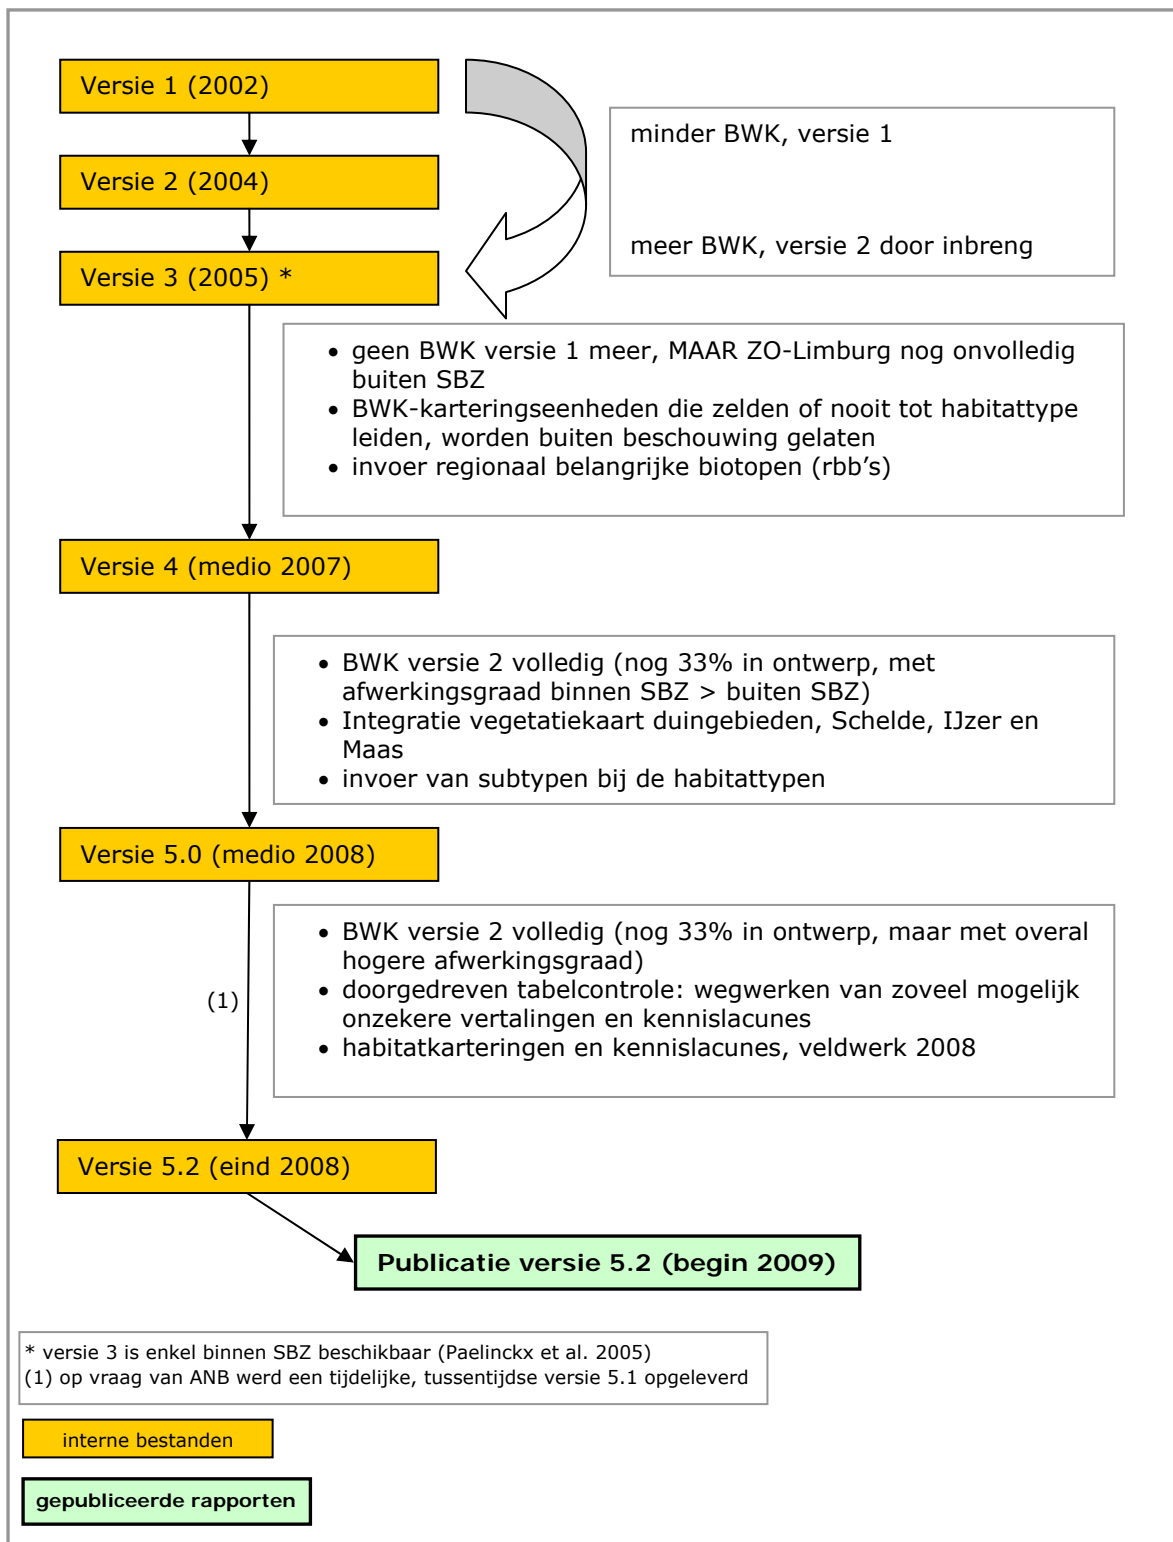 Versie 1 (2002)
minder BWK, versie 1
Versie 2 (2004)
meer BWK, versie 2 door inbreng
Versie 3 (2005) *
• geen BWK versie 1 meer, MAAR ZO-Limburg nog onvolledig
buiten SBZ
• BWK-karteringseenheden die zelden of nooit tot habitattype
leiden, worden buiten beschouwing gelaten
• invoer regionaal belangrijke biotopen (rbb's)
Versie 4 (medio 2007)
• BWK versie 2 volledig (nog 33% in ontwerp, met
afwerkingsgraad binnen SBZ > buiten SBZ)
• Integratie vegetatiekaart duingebieden, Schelde, IJzer en
Maas
• invoer van subtypen bij de habitattypen
Versie 5.0 (medio 2008)
• BWK versie 2 volledig (nog 33% in ontwerp, maar met overal
hogere afwerkingsgraad)
• doorgedreven tabelcontrole: wegwerken van zoveel mogelijk
onzekere vertalingen en kennislacunes
• habitatkarteringen en kennislacunes, veldwerk 2008
(1)
Versie 5.2 (eind 2008)
Publicatie versie 5.2 (begin 2009)
* versie 3 is enkel binnen SBZ beschikbaar (Paelinckx et al. 2005)
(1) op vraag van ANB werd een tijdelijke, tussentijdse versie 5.1 opgeleverd
interne bestanden
gepubliceerde rapporten